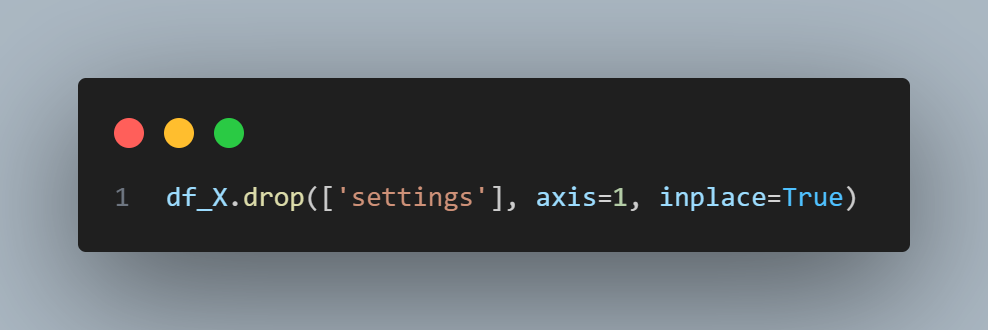 1 df_X.drop(['settings'], axis=1, inplace=True)